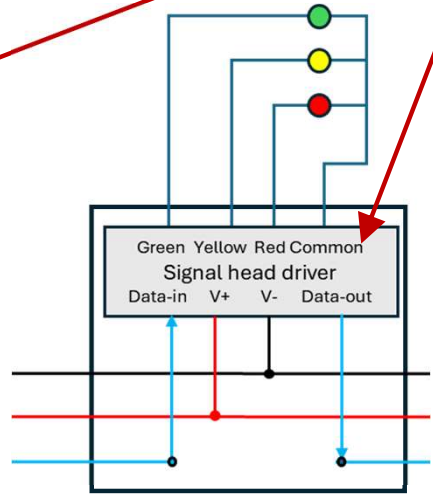 Green Yellow Red Common
Signal head driver
Data-in V+ V- Data-out